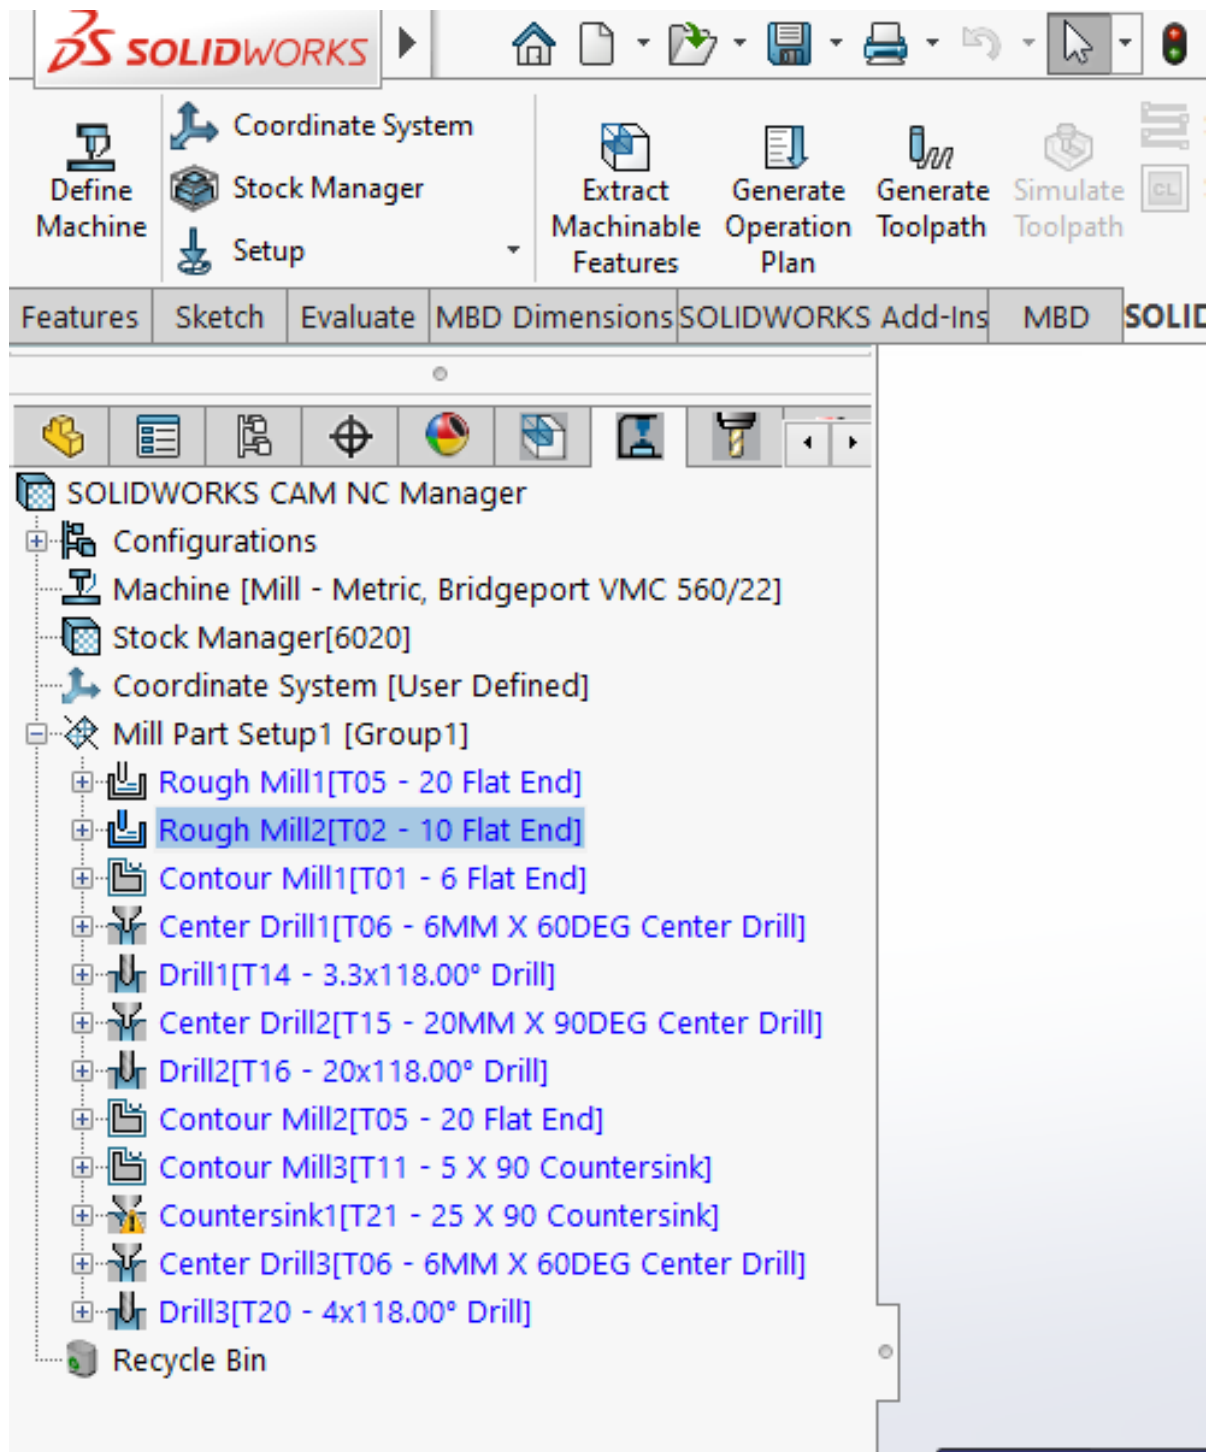 SOLIDWORKS
Define Machine
Coordinate System
Stock Manager
Setup
Extract Machinable Features
Generate Operation Plan
Generate Toolpath
Simulate Toolpath
CL
Features Sketch Evaluate MBD Dimensions SOLIDWORKS Add-Ins MBD SOLID
SOLIDWORKS CAM NC Manager
Configurations
Machine [Mill - Metric, Bridgeport VMC 560/22]
Stock Manager[6020]
Coordinate System [User Defined]
Mill Part Setup1 [Group1]
Rough Mill1[T05 - 20 Flat End]
Rough Mill2[T02 - 10 Flat End]
Contour Mill1[T01 - 6 Flat End]
Center Drill1[T06 - 6MM X 60DEG Center Drill]
Drill1[T14 - 3.3x118.00° Drill]
Center Drill2[T15 - 20MM X 90DEG Center Drill]
Drill2[T16 - 20x118.00° Drill]
Contour Mill2[T05 - 20 Flat End]
Contour Mill3[T11 - 5 X 90 Countersink]
Countersink1[T21 - 25 X 90 Countersink]
Center Drill3[T06 - 6MM X 60DEG Center Drill]
Drill3[T20 - 4x118.00° Drill]
Recycle Bin